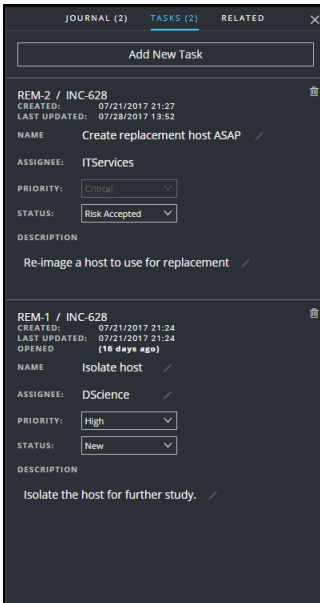 JOURNAL (2) TASKS (2) RELATED
Add New Task
REM-2 / INC-628
CREATED: 07/21/2017 21:27
LAST UPDATED: 07/28/2017 13:52
NAME Create replacement host ASAP
ASSIGNEE: ITServices
PRIORITY: Critical
STATUS: Risk Accepted
DESCRIPTION
Re-image a host to use for replacement
REM-1 / INC-628
CREATED: 07/21/2017 21:24
LAST UPDATED: 07/21/2017 21:24
OPENED (16 days ago)
NAME Isolate host
ASSIGNEE: DScience
PRIORITY: High
STATUS: New
DESCRIPTION
Isolate the host for further study.